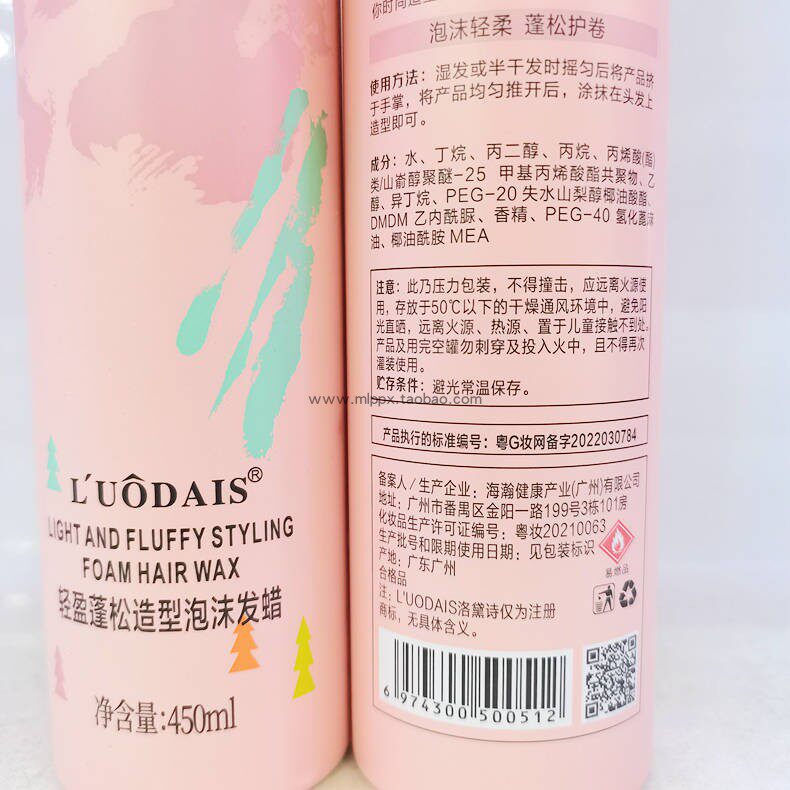 L'UÔDAIS®
LIGHT AND FLUFFY STYLING
FOAM HAIR WAX
轻盈蓬松造型泡沫发蜡
净含量:450ml
泡沫轻柔 蓬松护卷
使用方法：湿发或半干发时摇匀后将产品挤
于手掌，将产品均匀推开后，涂抹在头发上
造型即可。
成分：水、丁烷、丙二醇、丙烷、丙烯酸(酯)
类/山嵛醇聚醚-25 甲基丙烯酸酯共聚物、乙
醇、异丁烷、PEG-20失水山梨醇椰油酸酯、
DMDM乙内酰脲、香精、PEG-40氢化蓖麻
油、椰油酰胺MEA
注意：此乃压力包装，不得撞击，应远离火源使
用，存放于50℃以下的干燥通风环境中，避免阳
光直晒，远离火源、热源、置于儿童接触不到处。
产品及用完空罐勿刺穿及投入火中，且不得再次
灌装使用。
贮存条件：避光常温保存。
www.mlppx.taobao.com
产品执行的标准编号：粤G妆网备字2022030784
备案人/生产企业：海瀚健康产业(广州)有限公司
地址：广州市番禺区金阳一路199号3栋101房
化妆品生产许可证编号：粤妆20210063
生产批号和限期使用日期：见包装标识
产地：广东广州
合格品
易燃品
注：L'UODAIS洛黛诗仅为注册
商标，无具体含义。
6 974300 500512